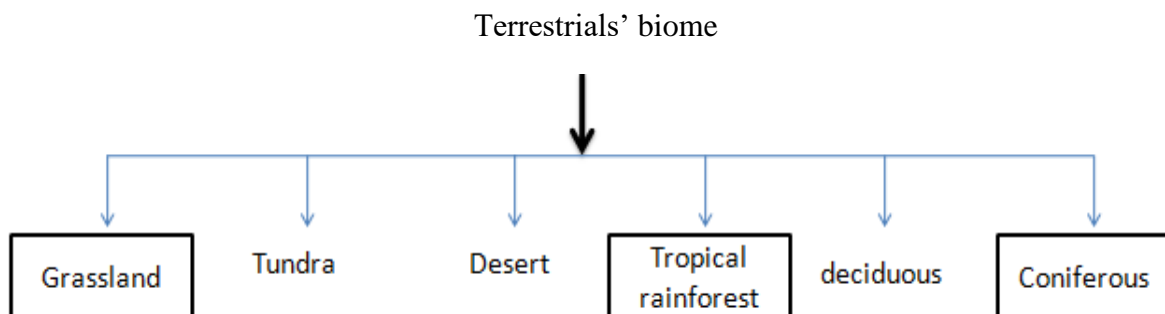 Terrestrials’ biome
Grassland
Tundra
Desert
Tropical
rainforest
deciduous
Coniferous